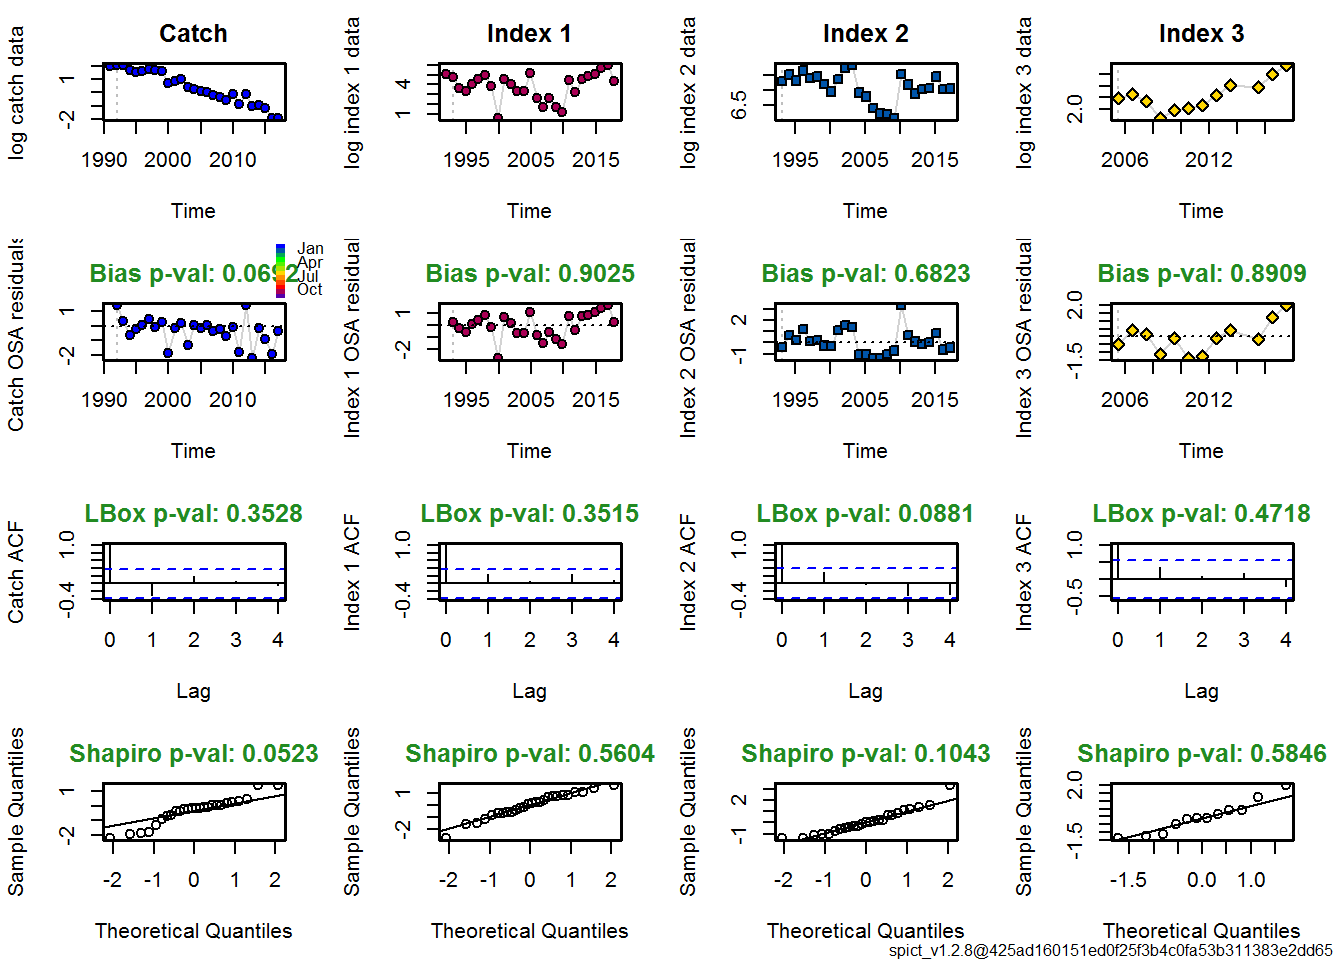 Catch
Index 1
Index 2
Index 3
log catch data
1
-2
1990
2000
2010
Time
log index 1 data
4
1
1995
2005
2015
Time
log index 2 data
6.5
1995
2005
2015
Time
log index 3 data
2.0
2006
2012
Time
Bias p-val: 0.0692
Jan
Apr
Jul
Oct
Bias p-val: 0.9025
Bias p-val: 0.6823
Bias p-val: 0.8909
Catch OSA residuals
1
-2
1990
2000
2010
Time
Index 1 OSA residual
1
-2
1995
2005
2015
Time
Index 2 OSA residual
2
-1
1995
2005
2015
Time
Index 3 OSA residual
2.0
-1.5
2006
2012
Time
LBox p-val: 0.3528
LBox p-val: 0.3515
LBox p-val: 0.0881
LBox p-val: 0.4718
Catch ACF
1.0
-0.4
0 1 2 3 4
Lag
Index 1 ACF
1.0
-0.4
0 1 2 3 4
Lag
Index 2 ACF
1.0
-0.4
0 1 2 3 4
Lag
Index 3 ACF
1.0
-0.5
0 1 2 3 4
Lag
Shapiro p-val: 0.0523
Shapiro p-val: 0.5604
Shapiro p-val: 0.1043
Shapiro p-val: 0.5846
Sample Quantiles
1
-2
-2 -1 0 1 2
Theoretical Quantiles
Sample Quantiles
1
-2
-2 -1 0 1 2
Theoretical Quantiles
Sample Quantiles
2
-1
-2 -1 0 1 2
Theoretical Quantiles
Sample Quantiles
2.0
-1.5
-1.5 0.0 1.0
Theoretical Quantiles
spict_v1.2.8@425ad160151ed0f25f3b4c0fa53b311383e2dd65